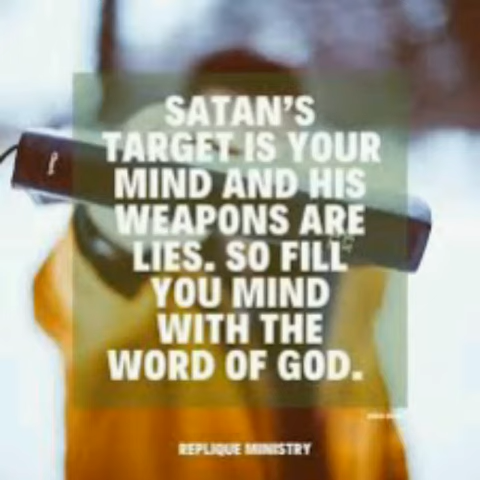 SATAN'S
TARGET IS YOUR
MIND AND HIS
WEAPONS ARE
LIES. SO FILL
YOU MIND
WITH THE
WORD OF GOD.
REPLIQUE MINISTRY